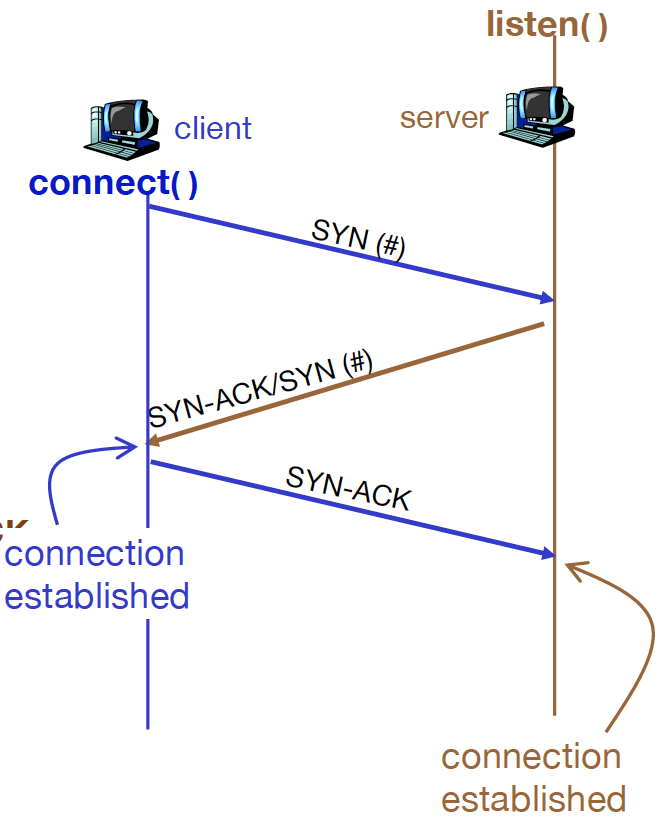 listen( )
server
client
connect( )
SYN (#)
SYN-ACK/SYN (#)
SYN-ACK
connection
established
connection
established